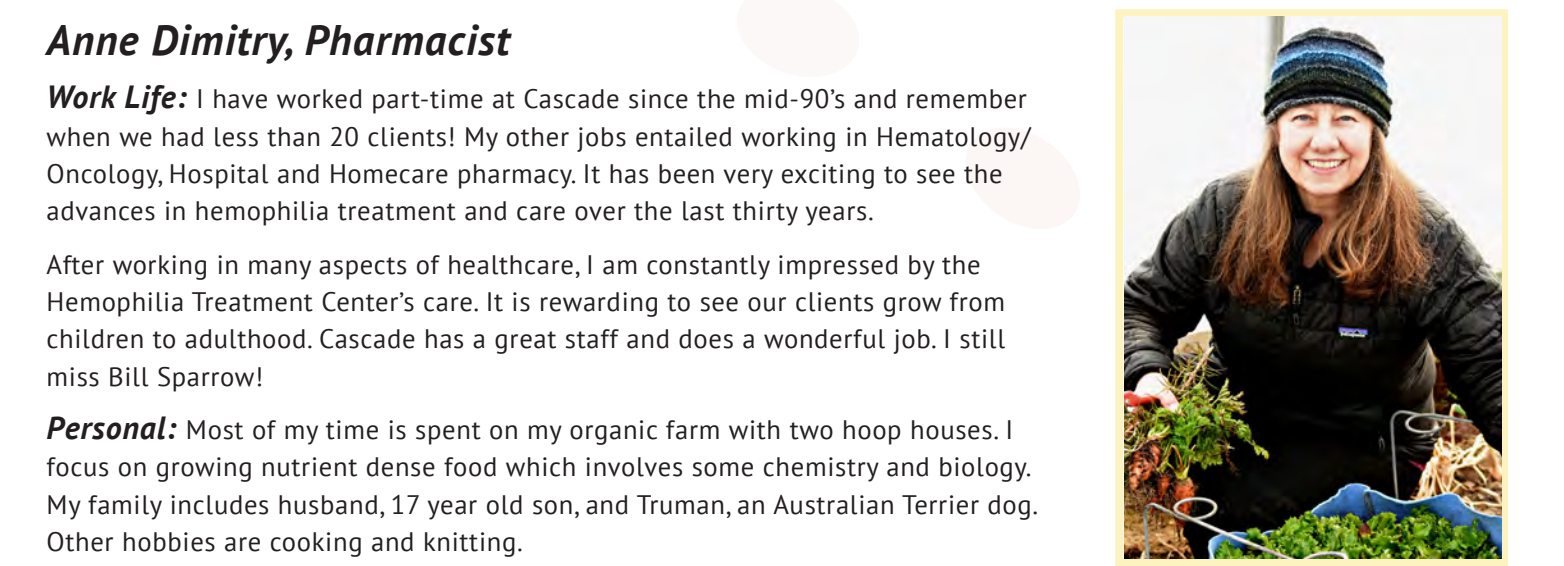 Anne Dimitry, Pharmacist
Work Life: I have worked part-time at Cascade since the mid-90’s and remember
when we had less than 20 clients! My other jobs entailed working in Hematology/
Oncology, Hospital and Homecare pharmacy. It has been very exciting to see the
advances in hemophilia treatment and care over the last thirty years.
After working in many aspects of healthcare, I am constantly impressed by the
Hemophilia Treatment Center’s care. It is rewarding to see our clients grow from
children to adulthood. Cascade has a great staff and does a wonderful job. I still
miss Bill Sparrow!
Personal: Most of my time is spent on my organic farm with two hoop houses. I
focus on growing nutrient dense food which involves some chemistry and biology.
My family includes husband, 17 year old son, and Truman, an Australian Terrier dog.
Other hobbies are cooking and knitting.
patagonia